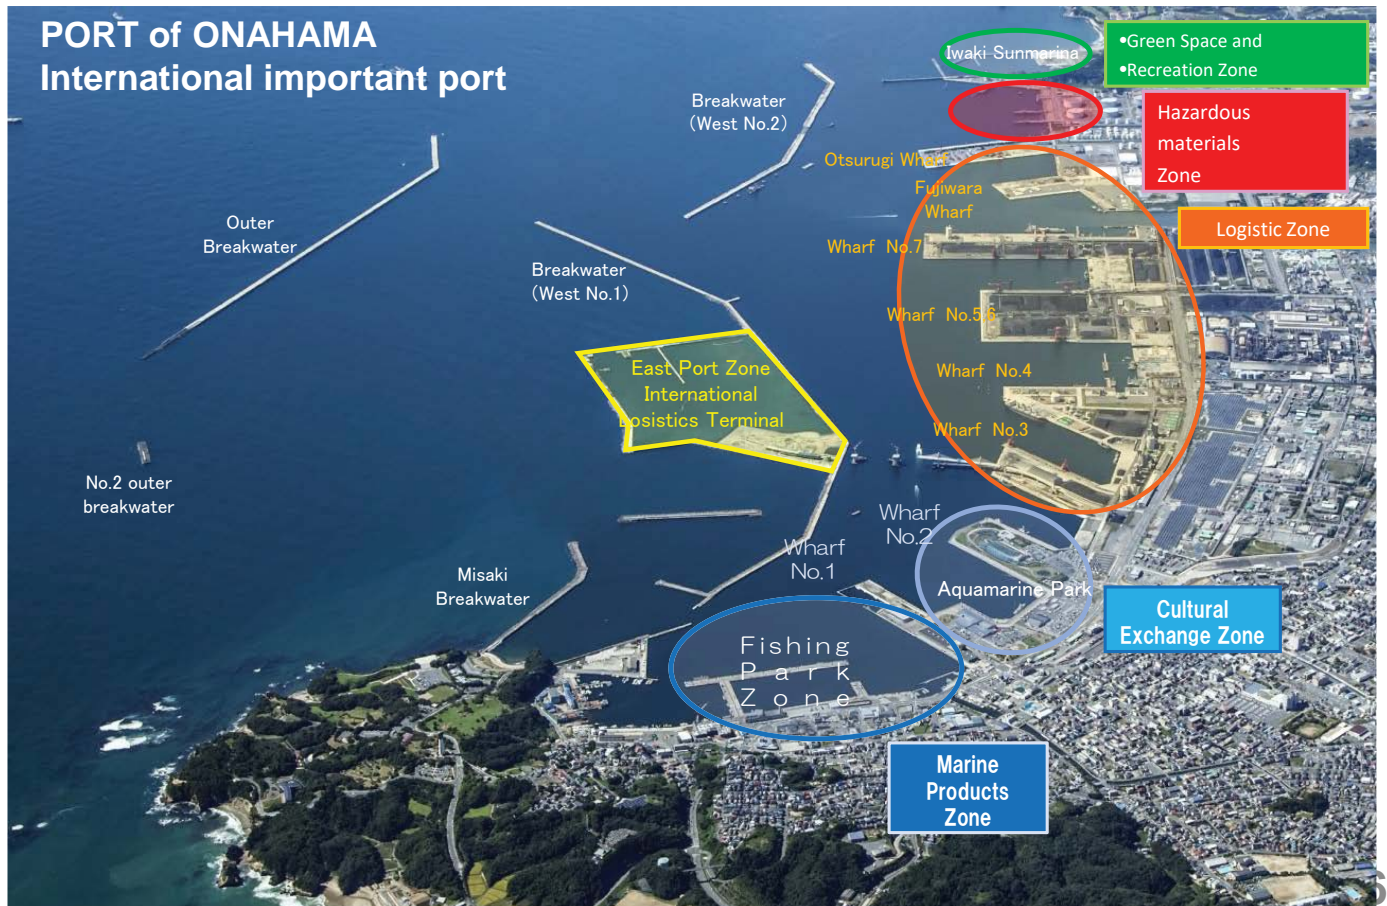 PORT of ONAHAMA
International important port
Iwaki Sunmarina
•Green Space and
•Recreation Zone
Breakwater
(West No.2)
Hazardous
materials
Zone
Otsurugi Wharf
Fujiwara
Wharf
Logistic Zone
Outer
Breakwater
Wharf No.7
Breakwater
(West No.1)
Wharf No.5,6
East Port Zone
International
Losistics Terminal
Wharf No.4
Wharf No.3
No.2 outer
breakwater
Wharf
No.2
Wharf
No.1
Misaki
Breakwater
Aquamarine Park
Cultural
Exchange Zone
Fishing
Park
Zone
Marine
Products
Zone
6